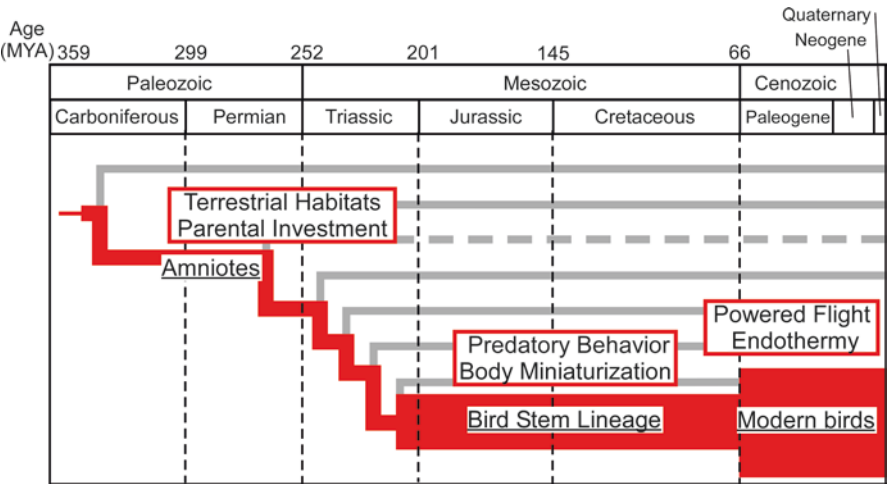 Age
(MYA) 359 299 252 201 145 66
Quaternary
Neogene
Paleozoic Mesozoic Cenozoic
Carboniferous Permian Triassic Jurassic Cretaceous Paleogene
Terrestrial Habitats
Parental Investment
Amniotes
Powered Flight
Endothermy
Predatory Behavior
Body Miniaturization
Bird Stem Lineage
Modern birds